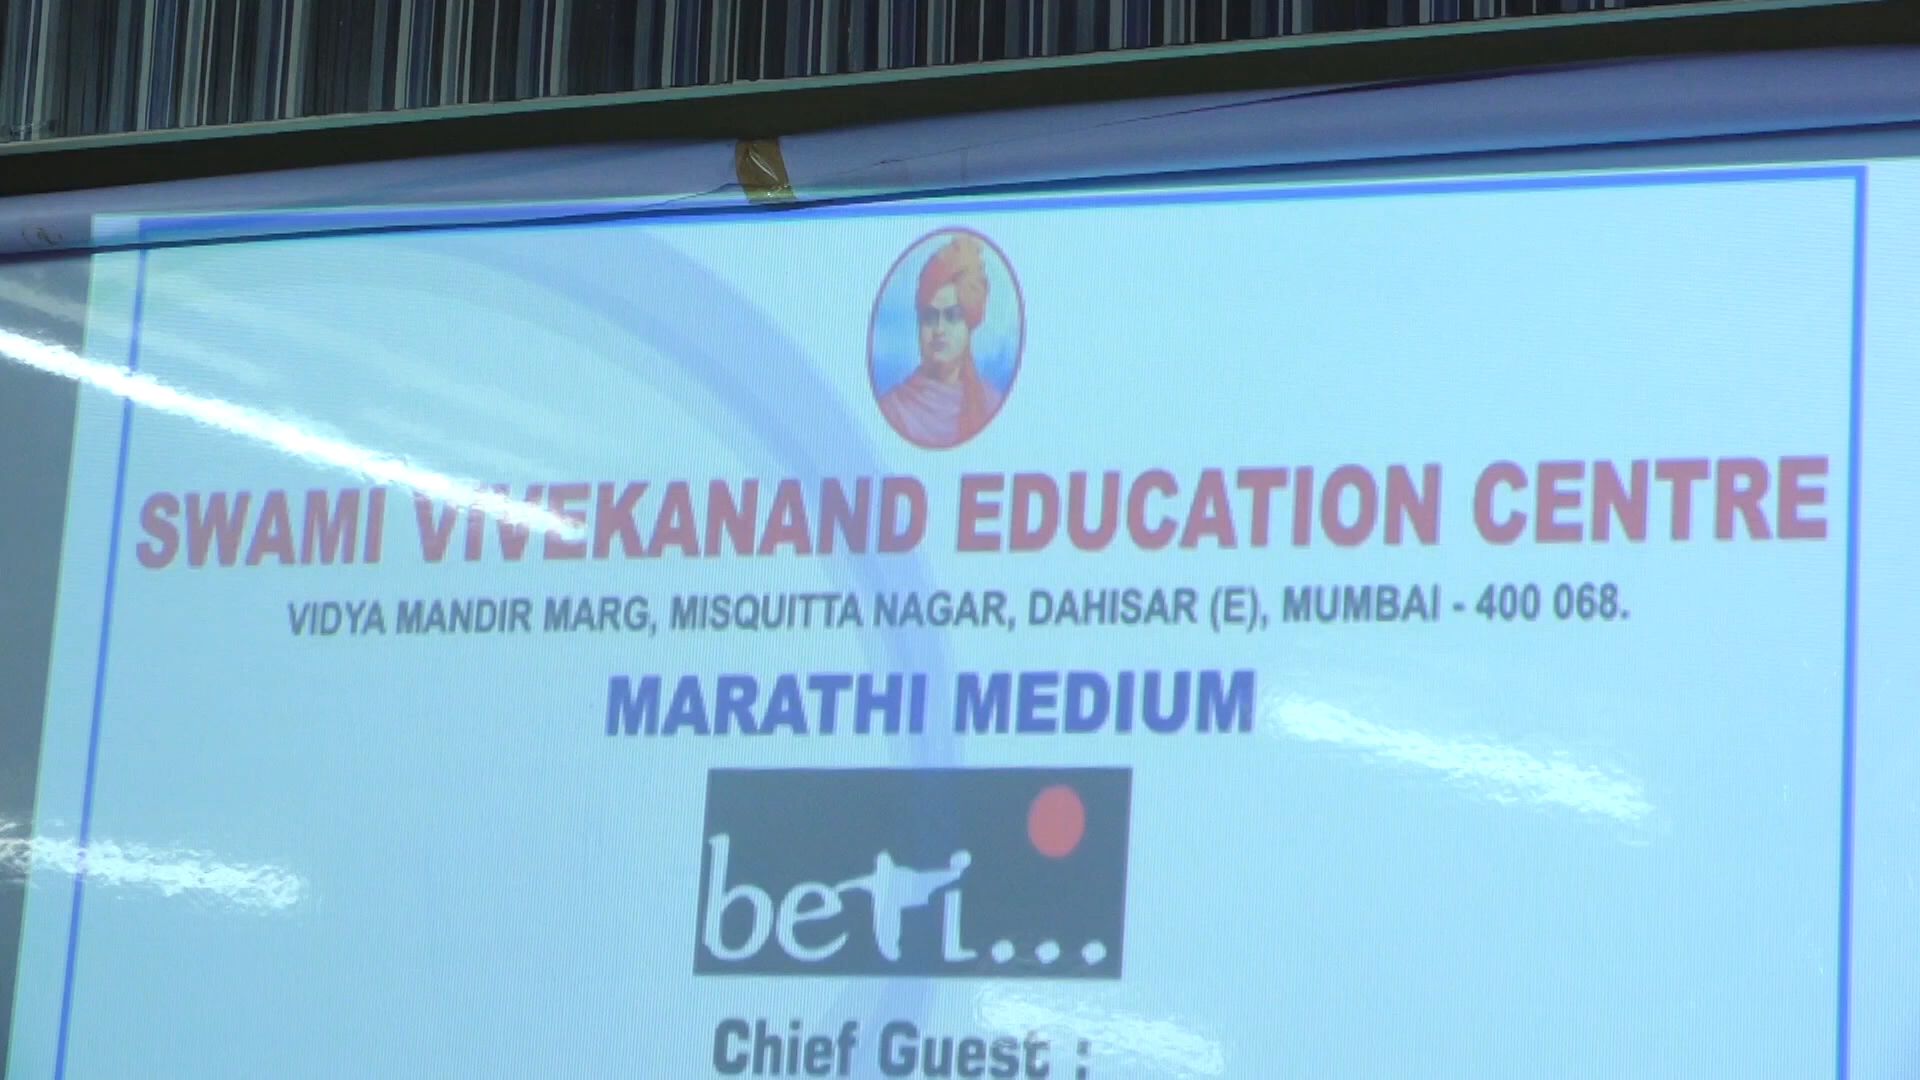 SWAMI VIVEKANAND EDUCATION CENTRE
VIDYA MANDIR MARG, MISQUITTA NAGAR, DAHISAR (E), MUMBAI - 400 068.
MARATHI MEDIUM
beti...
Chief Guest :